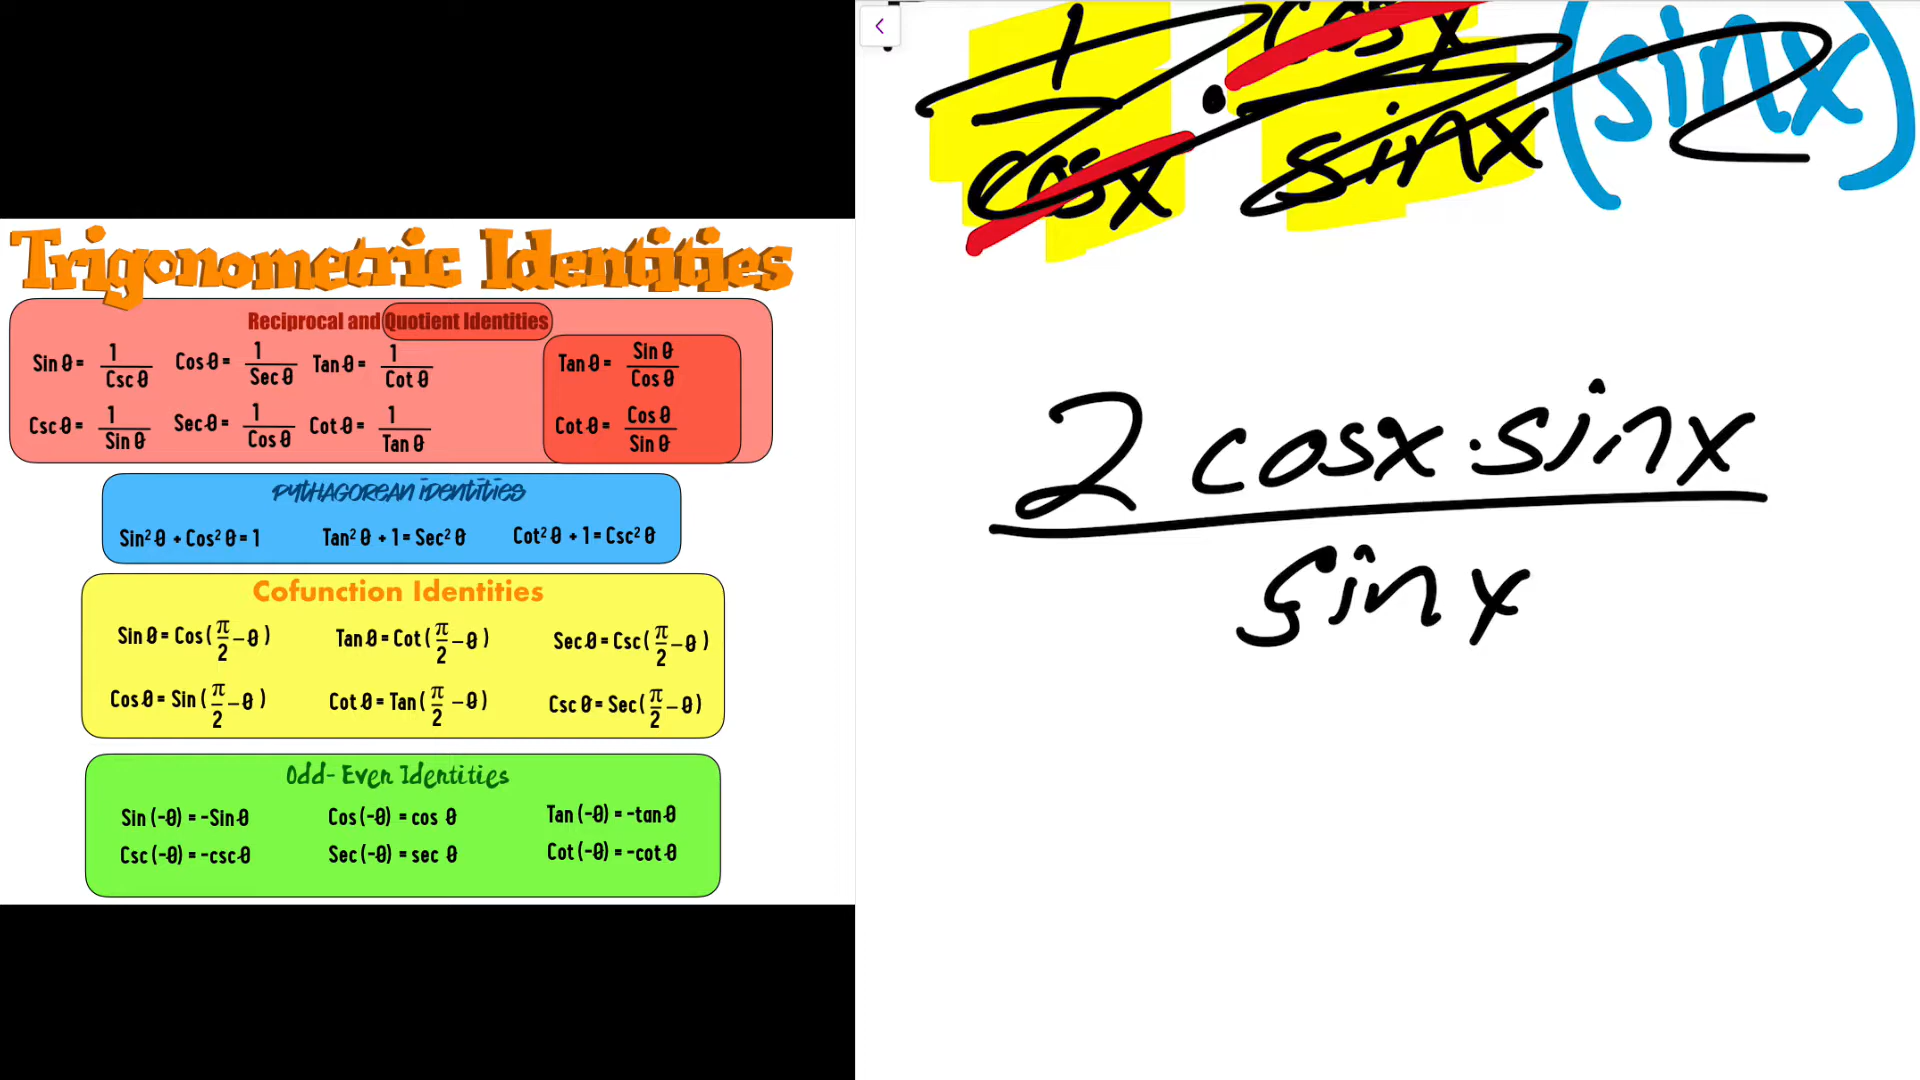 Trigonometric Identities
Reciprocal and Quotient Identities
Sin θ = 1/Csc θ Cos θ = 1/Sec θ Tan θ = 1/Cot θ Tan θ = Sin θ/Cos θ
Csc θ = 1/Sin θ Sec θ = 1/Cos θ Cot θ = 1/Tan θ Cot θ = Cos θ/Sin θ
Pythagorean Identities
Sin² θ + Cos² θ = 1 Tan² θ + 1 = Sec² θ Cot² θ + 1 = Csc² θ
Cofunction Identities
Sin θ = Cos (π/2 – θ) Tan θ = Cot (π/2 – θ) Sec θ = Csc (π/2 – θ)
Cos θ = Sin (π/2 – θ) Cot θ = Tan (π/2 – θ) Csc θ = Sec (π/2 – θ)
Odd- Even Identities
Sin (-θ) = -Sin θ Cos (-θ) = cos θ Tan (-θ) = -tan θ
Csc (-θ) = -csc θ Sec (-θ) = sec θ Cot (-θ) = -cot θ
1/cosx · cosx/sinx (sinx)
2 cosx · sinx
sinx